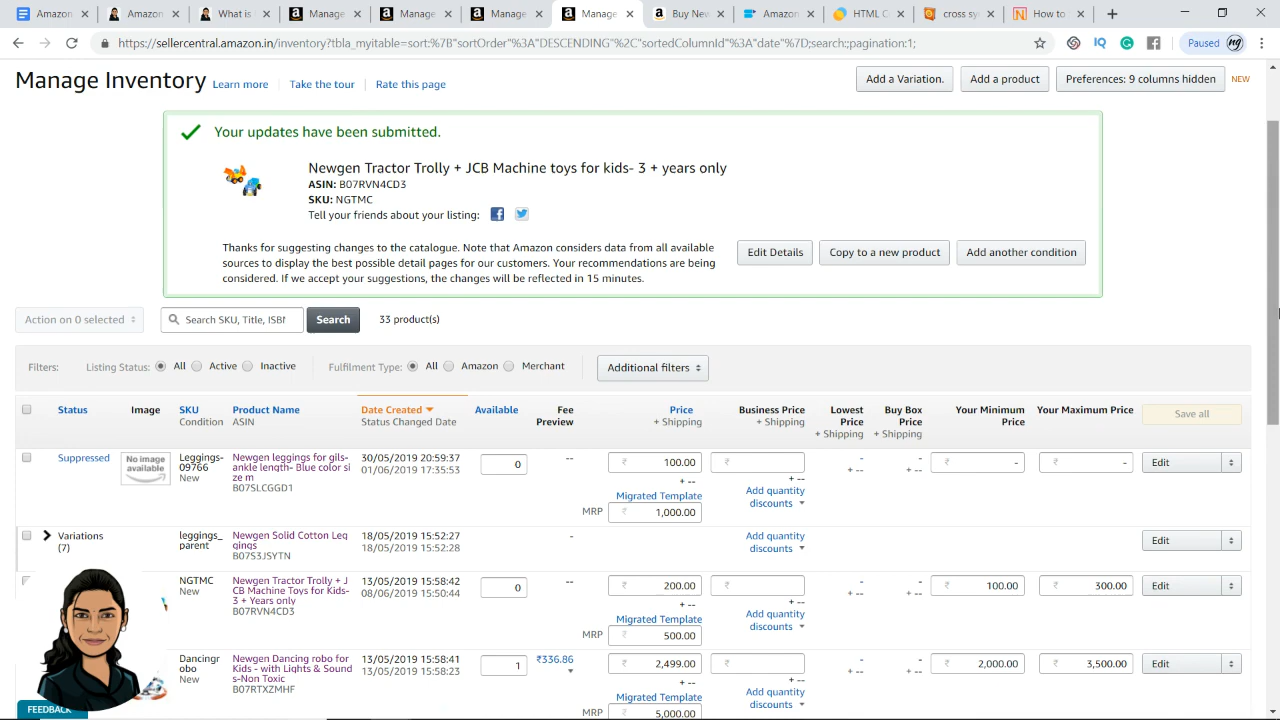 Amazon
Amazon
What is
Manage
Manage
Manage
Manage
Buy New
Amazon
HTML C
cross sy
How to
https://sellercentral.amazon.in/inventory?tbla_myitable=sort:%7B"sortOrder"%3A"DESCENDING"%2C"sortedColumnId"%3A"date"%7D;search:;pagination:1;
IQ
Paused
Manage Inventory Learn more Take the tour Rate this page
Add a Variation. Add a product Preferences: 9 columns hidden NEW
Your updates have been submitted.
Newgen Tractor Trolly + JCB Machine toys for kids- 3 + years only
ASIN: B07RVN4CD3
SKU: NGTMC
Tell your friends about your listing:
Thanks for suggesting changes to the catalogue. Note that Amazon considers data from all available
sources to display the best possible detail pages for our customers. Your recommendations are being
considered. If we accept your suggestions, the changes will be reflected in 15 minutes.
Edit Details Copy to a new product Add another condition
Action on 0 selected Search SKU, Title, ISBN Search 33 product(s)
Filters: Listing Status: All Active Inactive Fulfilment Type: All Amazon Merchant Additional filters
Status Image SKU Product Name Date Created Available Fee Price Business Price Lowest Buy Box Your Minimum Your Maximum Price Save all
Condition ASIN Status Changed Date Preview + Shipping + Shipping Price Price Price
+ Shipping + Shipping
Suppressed No image Leggings- Newgen leggings for gils- 30/05/2019 20:59:37 0 -- ₹ 100.00 ₹ - - ₹ - ₹ - Edit
available 09766 ankle length- Blue color si 01/06/2019 17:35:53 + -- + --
New ze m + -- + --
B07SLCGGD1 Migrated Template Add quantity
MRP ₹ 1,000.00 discounts
Variations leggings_ Newgen Solid Cotton Leg 18/05/2019 15:52:27 - Add quantity Edit
(7) parent gings 18/05/2019 15:52:28 discounts
B07S3JSYTN
NGTMC Newgen Tractor Trolly + J 13/05/2019 15:58:42 0 -- ₹ 200.00 ₹ - - ₹ 100.00 ₹ 300.00 Edit
New CB Machine Toys for Kids- 08/06/2019 15:50:44 + -- + --
3 + Years only + -- + --
B07RVN4CD3 Migrated Template Add quantity
MRP ₹ 500.00 discounts
Dancingr Newgen Dancing robo for 13/05/2019 15:58:41 1 ₹336.86 ₹ 2,499.00 ₹ - - ₹ 2,000.00 ₹ 3,500.00 Edit
obo Kids - with Lights & Sound 13/05/2019 15:58:23 + -- + --
New s-Non Toxic + -- + --
B07RTXZMHF Migrated Template Add quantity
MRP ₹ 5,000.00 discounts
FEEDBACK